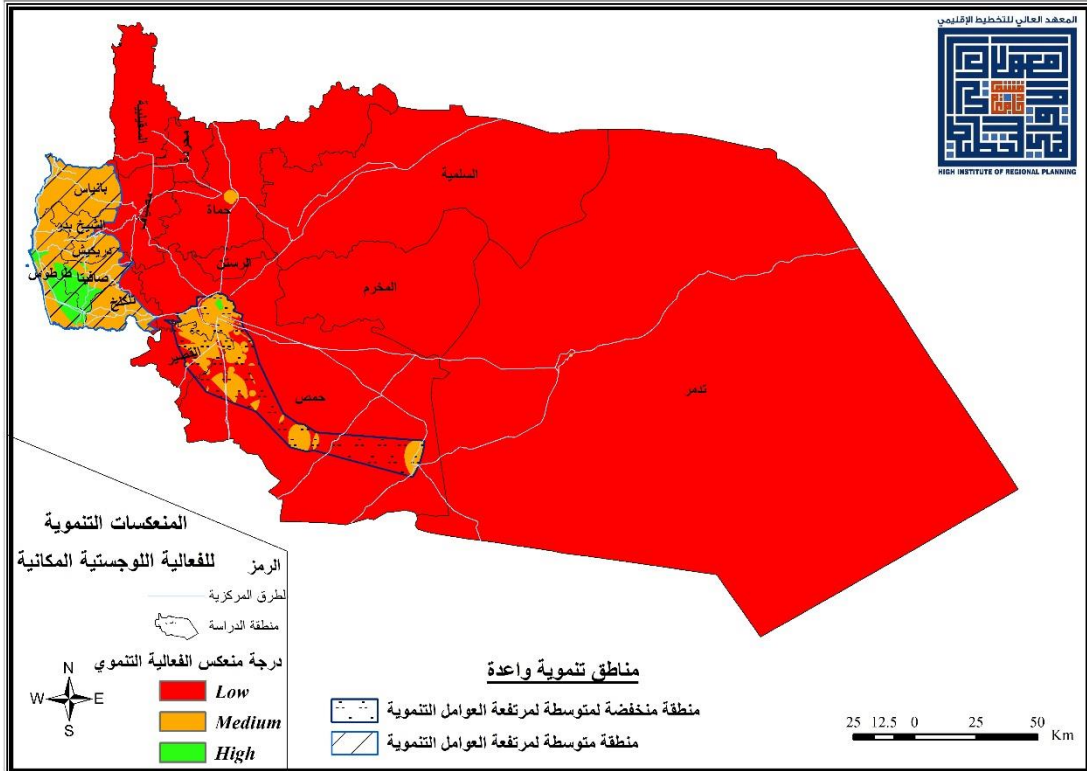 المعهد العالي للتخطيط الإقليمي
HIGH INSTITUTE OF REGIONAL PLANNING
السقيلبية
محردة
السلمية
بانياس
حماة
الشيخ بدر
دريكيش
الرستن
طرطوس
صافيتا
المخرم
تلكلخ
القصير
تدمر
حمص
المنعكسات التنموية
للفعالية اللوجستية المكانية
الرمز
لطرق المركزية
منطقة الدراسة
درجة منعكس الفعالية التنموي
Low
Medium
High
N
W
E
S
مناطق تنموية واعدة
منطقة منخفضة لمتوسطة لمرتفعة العوامل التنموية
منطقة متوسطة لمرتفعة العوامل التنموية
25 12.5 0 25 50
Km